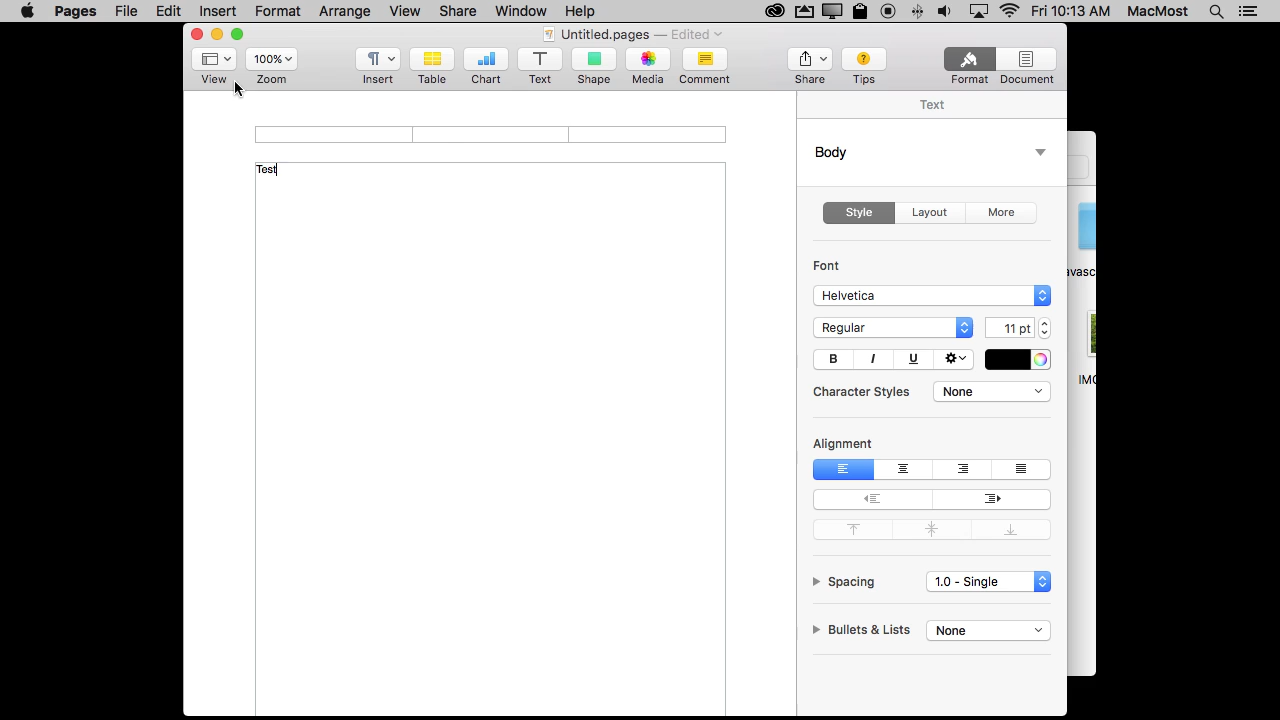 Pages File Edit Insert Format Arrange View Share Window Help Fri 10:13 AM MacMost
Untitled.pages — Edited
100%
View Zoom Insert Table Chart Text Shape Media Comment Share Tips Format Document
Text
Test
Body
Style Layout More
Font
Helvetica
Regular 11 pt
B I U
Character Styles None
Alignment
Spacing 1.0 - Single
Bullets & Lists None
avasc
IMG